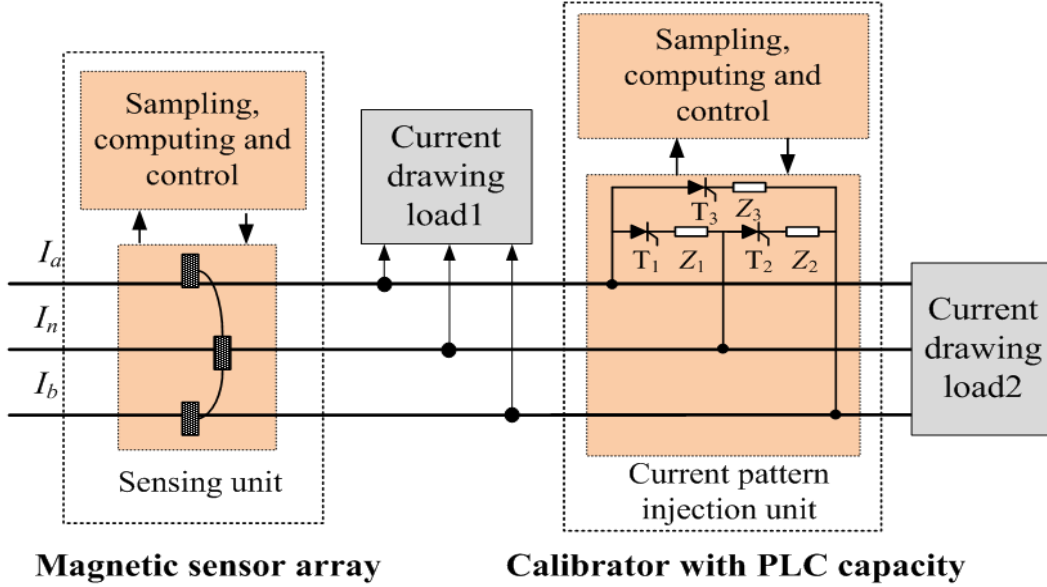 Sampling,
computing and
control
Sampling,
computing and
control
Current
drawing
load1
T3
Z3
T1
Z1
T2
Z2
Ia
In
Ib
Current
drawing
load2
Sensing unit
Current pattern
injection unit
Magnetic sensor array
Calibrator with PLC capacity